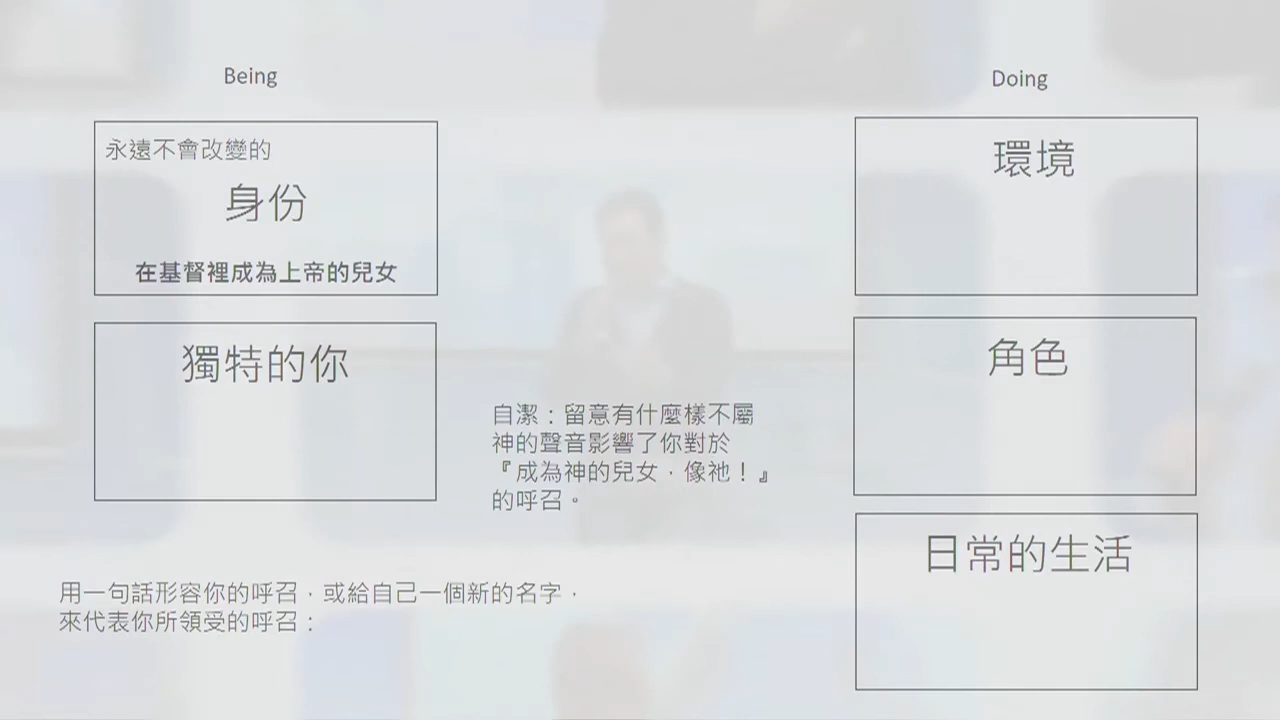 Being
永遠不會改變的
身份
在基督裡成為上帝的兒女
獨特的你
自潔：留意有什麼樣不屬
神的聲音影響了你對於
『成為神的兒女，像祂！』
的呼召。
用一句話形容你的呼召，或給自己一個新的名字，
來代表你所領受的呼召：
Doing
環境
角色
日常的生活